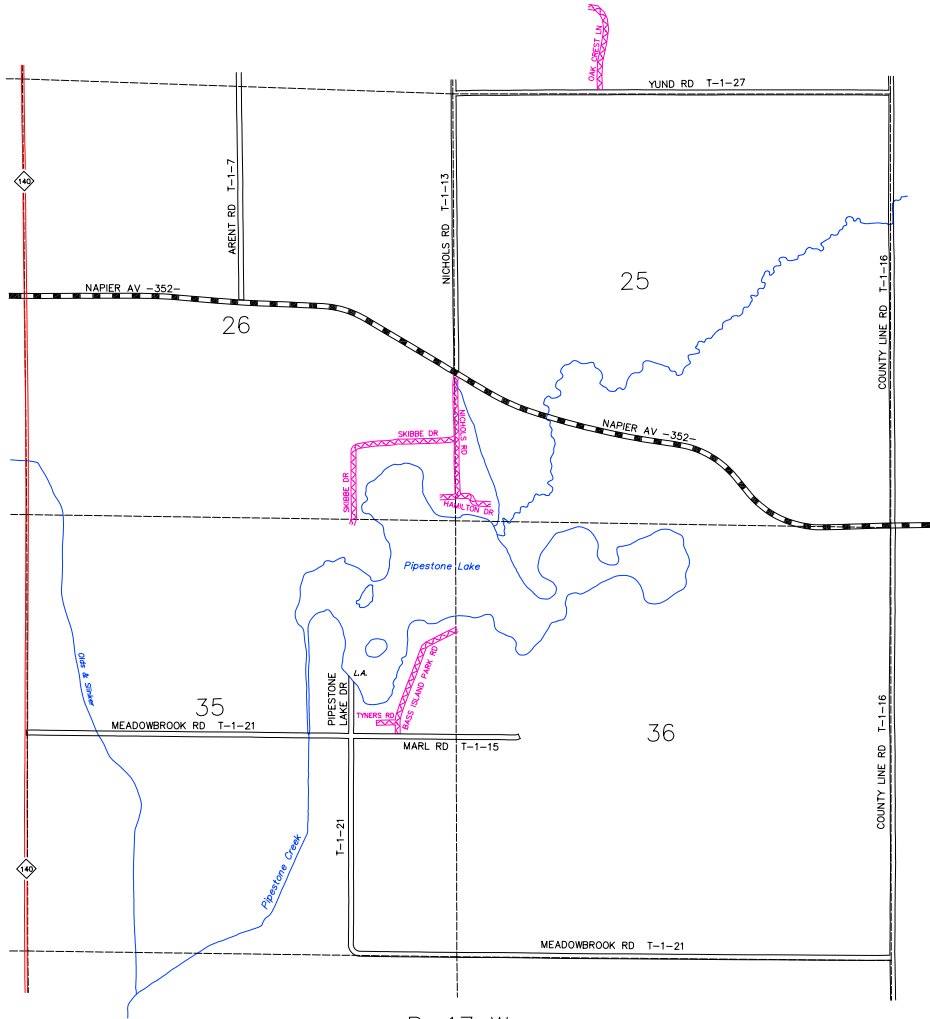 OAK CREST LN
YUND RD T-1-27
140
ARENT RD T-1-7
NICHOLS RD T-1-13
COUNTY LINE RD T-1-16
25
NAPIER AV -352-
26
NICHOLS RD
SKIBBE DR
NAPIER AV -352-
SKIBBE DR
HAMILTON DR
Pipestone Lake
Olds & Slinker
L.A.
PIPESTONE
LAKE DR
BASS ISLAND PARK RD
35
TYNERS RD
MEADOWBROOK RD T-1-21
36
COUNTY LINE RD T-1-16
MARL RD T-1-15
T-1-21
140
Pipestone Creek
MEADOWBROOK RD T-1-21